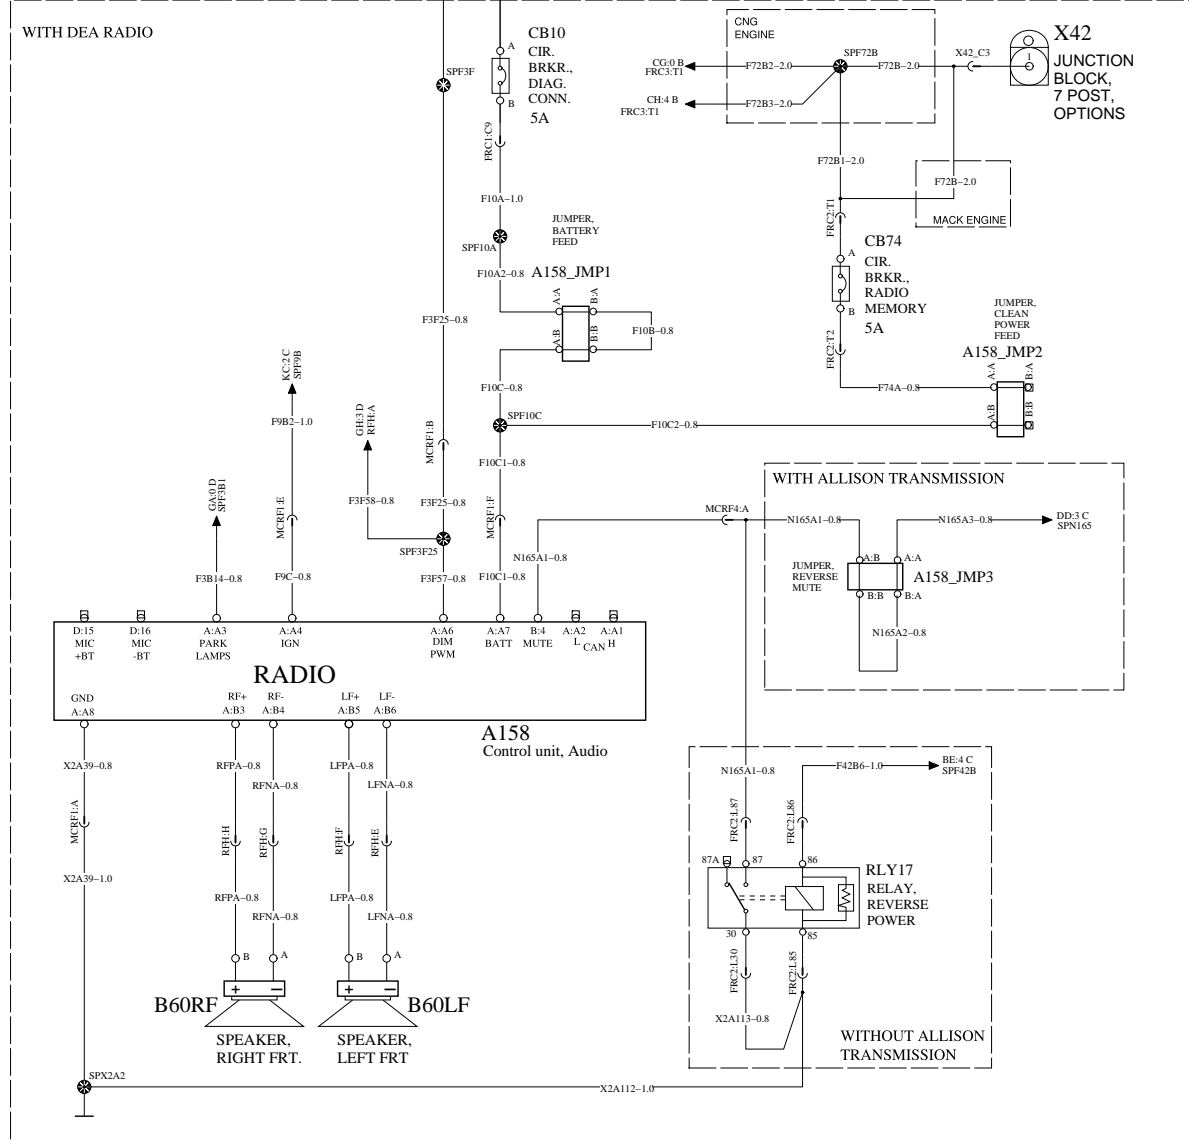 WITH DEA RADIO
CB10
CIR.
BRKR.,
DIAG.
CONN.
5A
A
B
SPF3F
FRC1:C9
F10A–1.0
SPF10A
F10A2–0.8
JUMPER,
BATTERY
FEED
A158_JMP1
A:A
B:A
A:B
B:B
F10B–0.8
F10C–0.8
SPF10C
F10C2–0.8
F10C1–0.8
MCRF1:F
F10C1–0.8
CNG
ENGINE
CG:0 B
FRC3:T1
F72B2–2.0
SPF72B
F72B–2.0
X42_C3
1
X42
JUNCTION
BLOCK,
7 POST,
OPTIONS
CH:4 B
FRC3:T1
F72B3–2.0
F72B1–2.0
F72B–2.0
MACK ENGINE
FRC2:T1
CB74
CIR.
BRKR.,
RADIO
MEMORY
5A
A
B
FRC2:T2
F74A–0.8
JUMPER,
CLEAN
POWER
FEED
A158_JMP2
A:A
B:A
A:B
B:B
F3F25–0.8
MCRF1:B
F3F25–0.8
SPF3F25
F3F57–0.8
GH:3 D
RFH:A
F3F58–0.8
KC:2 C
SPF9B
F9B2–1.0
MCRF1:E
F9C–0.8
GA:0 D
SPF3B1
F3B14–0.8
N165A1–0.8
MCRF4:A
WITH ALLISON TRANSMISSION
N165A1–0.8
N165A3–0.8
DD:3 C
SPN165
A:B
A:A
JUMPER,
REVERSE
MUTE
A158_JMP3
B:B
B:A
N165A2–0.8
D:15
MIC
+BT
D:16
MIC
-BT
A:A3
PARK
LAMPS
A:A4
IGN
A:A6
DIM
PWM
A:A7
BATT
B:4
MUTE
A:A2
L
CAN
A:A1
H
RADIO
GND
A:A8
RF+
A:B3
RF-
A:B4
LF+
A:B5
LF-
A:B6
A158
Control unit, Audio
X2A39–0.8
MCRF1:A
X2A39–1.0
RFPA–0.8
RFNA–0.8
LFPA–0.8
LFNA–0.8
RFH:H
RFH:G
RFH:F
RFH:E
RFPA–0.8
RFNA–0.8
LFPA–0.8
LFNA–0.8
B
A
B
A
+
–
+
–
B60RF
B60LF
SPEAKER,
RIGHT FRT.
SPEAKER,
LEFT FRT
SPX2A2
X2A112–1.0
N165A1–0.8
F42B6–1.0
BE:4 C
SPF42B
FRC2:L87
FRC2:L86
87A
87
86
RLY17
RELAY,
REVERSE
POWER
30
85
FRC2:L30
FRC2:L85
X2A113–0.8
WITHOUT ALLISON
TRANSMISSION